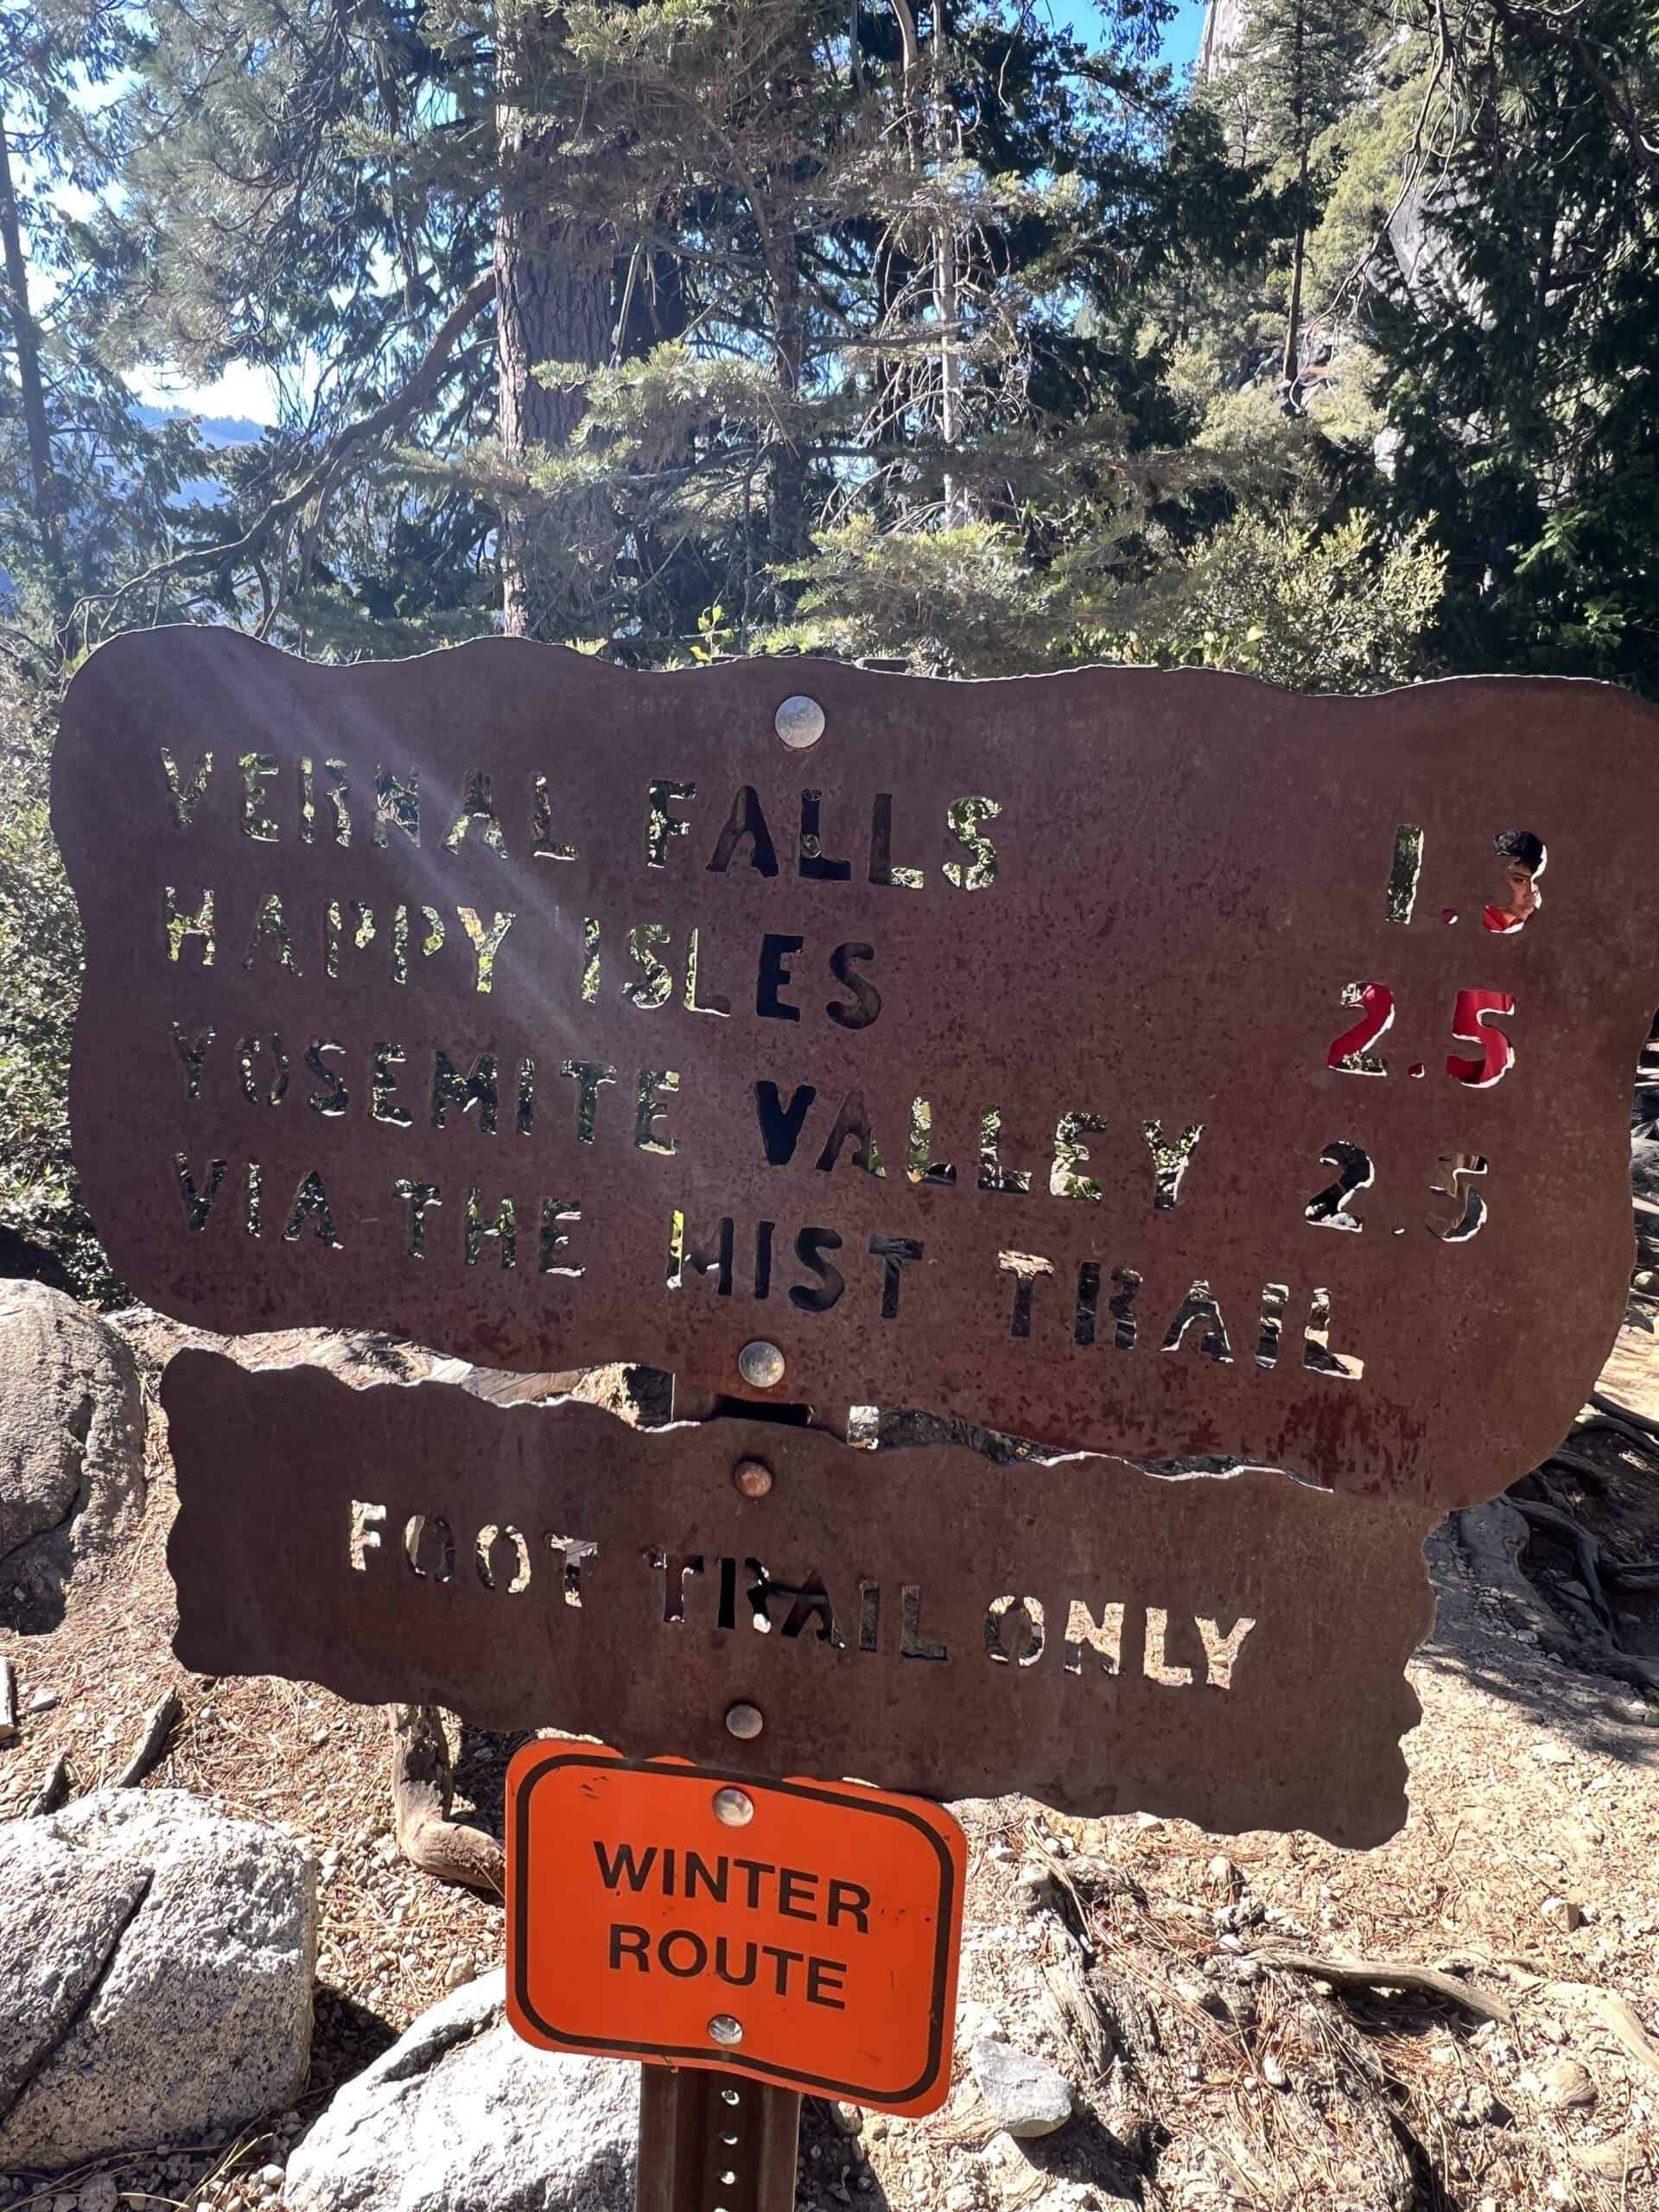 VERNAL FALLS 1.3
HAPPY ISLES 2.5
YOSEMITE VALLEY 2.5
VIA THE MIST TRAIL
FOOT TRAIL ONLY
WINTER
ROUTE